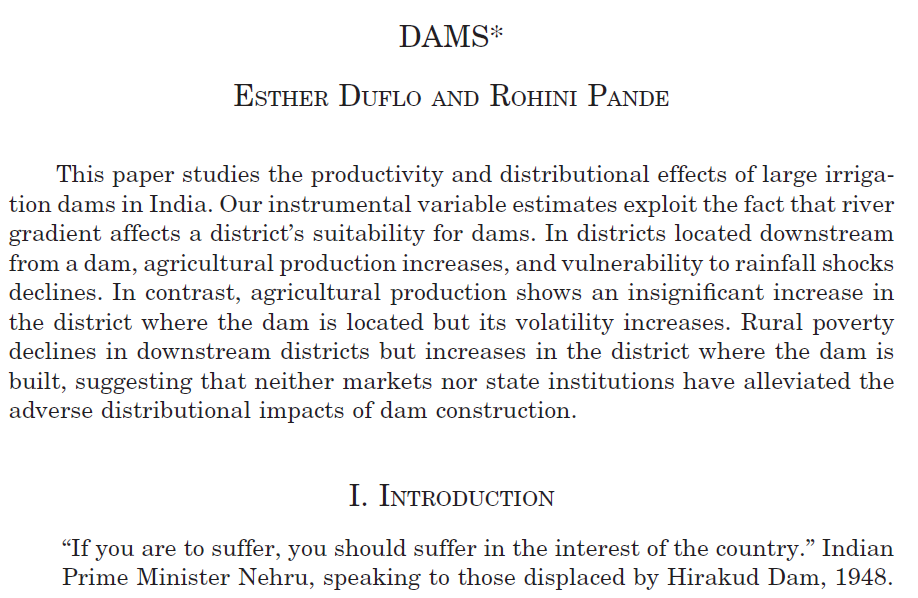 DAMS*
ESTHER DUFLO AND ROHINI PANDE
This paper studies the productivity and distributional effects of large irriga-
tion dams in India. Our instrumental variable estimates exploit the fact that river
gradient affects a district's suitability for dams. In districts located downstream
from a dam, agricultural production increases, and vulnerability to rainfall shocks
declines. In contrast, agricultural production shows an insignificant increase in
the district where the dam is located but its volatility increases. Rural poverty
declines in downstream districts but increases in the district where the dam is
built, suggesting that neither markets nor state institutions have alleviated the
adverse distributional impacts of dam construction.
I. INTRODUCTION
“If you are to suffer, you should suffer in the interest of the country.” Indian
Prime Minister Nehru, speaking to those displaced by Hirakud Dam, 1948.